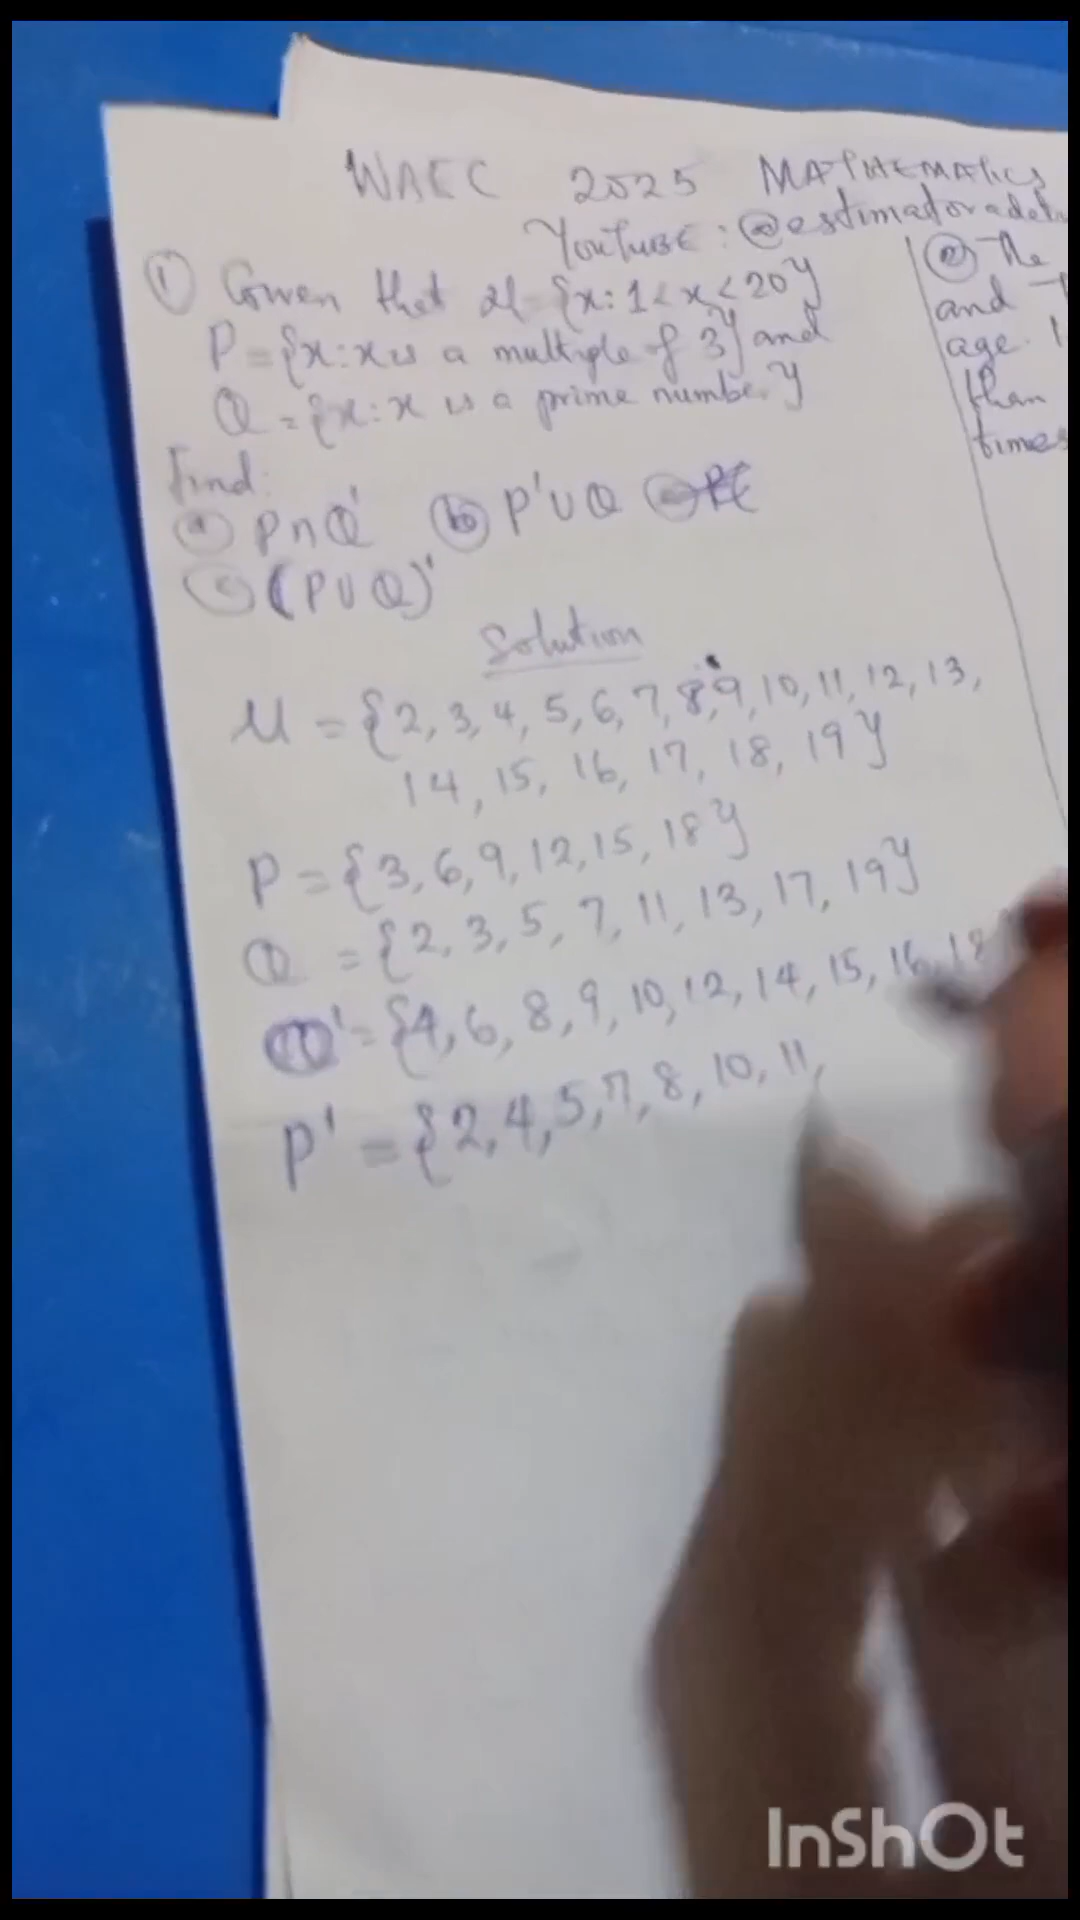 WAEC 2025 MATHEMATICS
YouTube: @estimatorade
① Given that U = {x: 1 < x < 20}
P = {x: x is a multiple of 3} and
Q = {x: x is a prime number}
Find:
ⓐ P∩Q' ⓑ P'∪Q
ⓒ (P∪Q)'
② The
and
age.
than
times
Solution
U = {2, 3, 4, 5, 6, 7, 8, 9, 10, 11, 12, 13,
14, 15, 16, 17, 18, 19}
P = {3, 6, 9, 12, 15, 18}
Q = {2, 3, 5, 7, 11, 13, 17, 19}
Q' = {4, 6, 8, 9, 10, 12, 14, 15, 16, 18
P' = {2, 4, 5, 7, 8, 10, 11,
InShOt